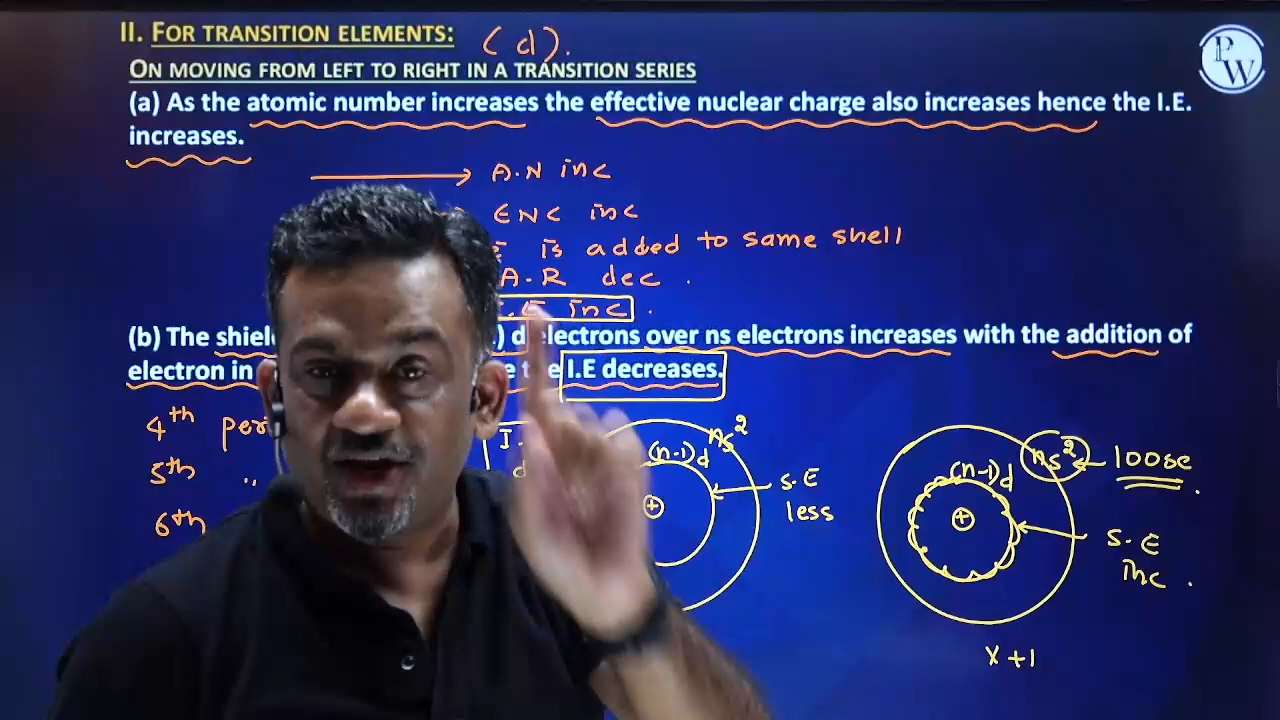 II. FOR TRANSITION ELEMENTS: (d).
PW
ON MOVING FROM LEFT TO RIGHT IN A TRANSITION SERIES
(a) As the atomic number increases the effective nuclear charge also increases hence the I.E.
increases.
A.N inc
ENC inc
is added to same shell
A.R dec.
inc.
(b) The electrons over ns electrons increases with the addition of
electron in the I.E decreases.
4th
5th "
6th
(n-1)d ns2
S.E
less
(n-1)d ns2
loose.
S.E
inc.
x+1